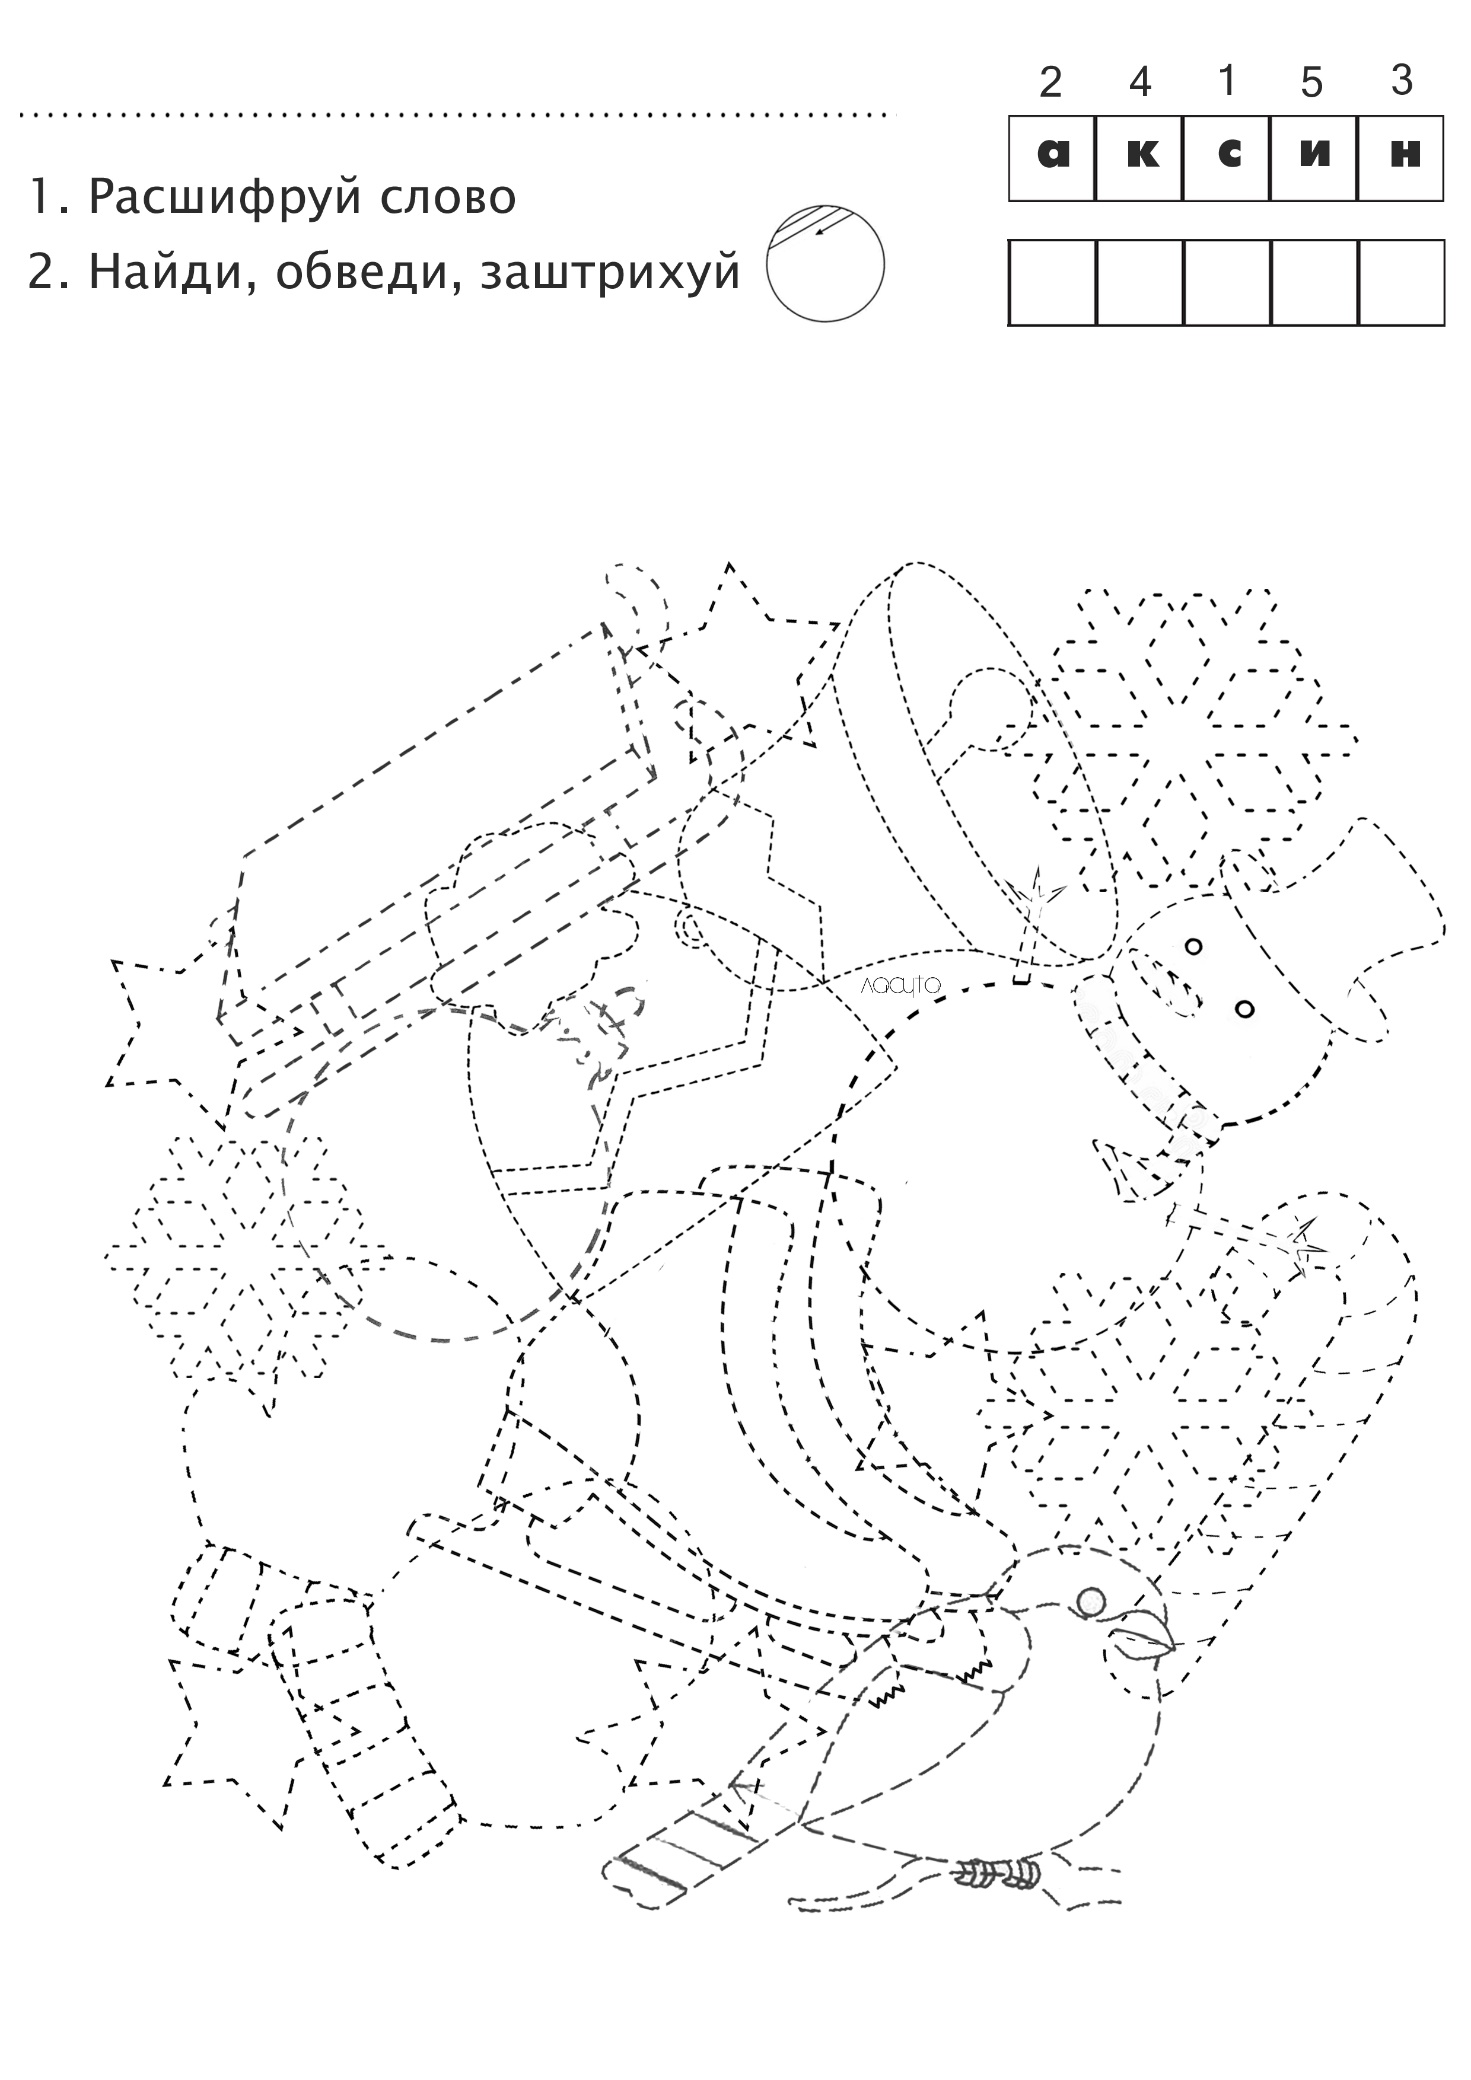 2 4 1 5 3
а к с и н
1. Расшифруй слово
2. Найди, обведи, заштрихуй